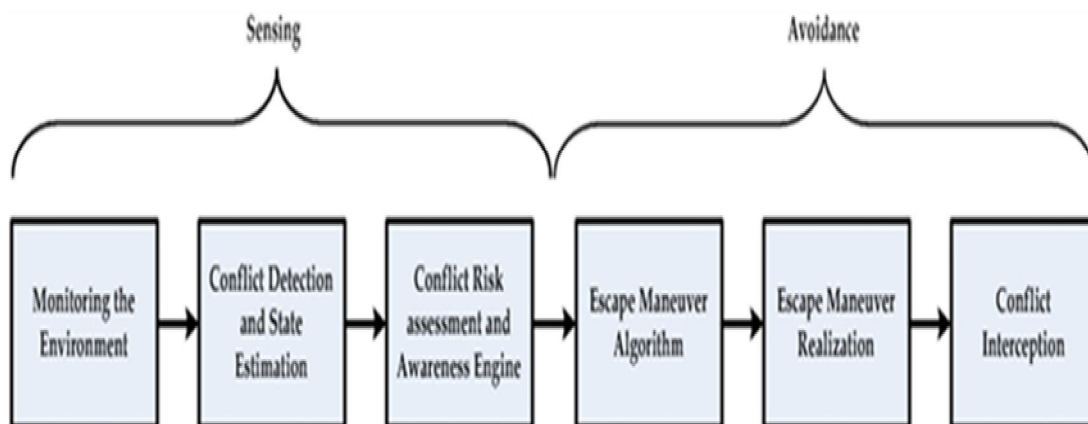 Sensing
Avoidance
Monitoring the
Environment
Conflict Detection
and State
Estimation
Conflict Risk
assessment and
Awareness Engine
Escape Maneuver
Algorithm
Escape Maneuver
Realization
Conflict
Interception